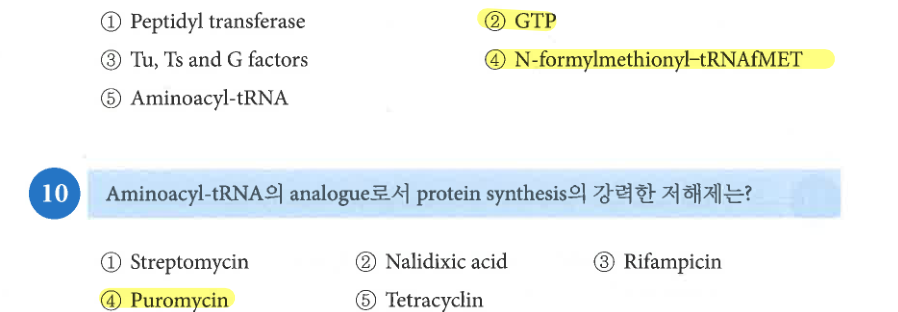 ① Peptidyl transferase ② GTP
③ Tu, Ts and G factors ④ N-formylmethionyl–tRNAfMET
⑤ Aminoacyl-tRNA
10 Aminoacyl-tRNA의 analogue로서 protein synthesis의 강력한 저해제는?
① Streptomycin ② Nalidixic acid ③ Rifampicin
④ Puromycin ⑤ Tetracyclin